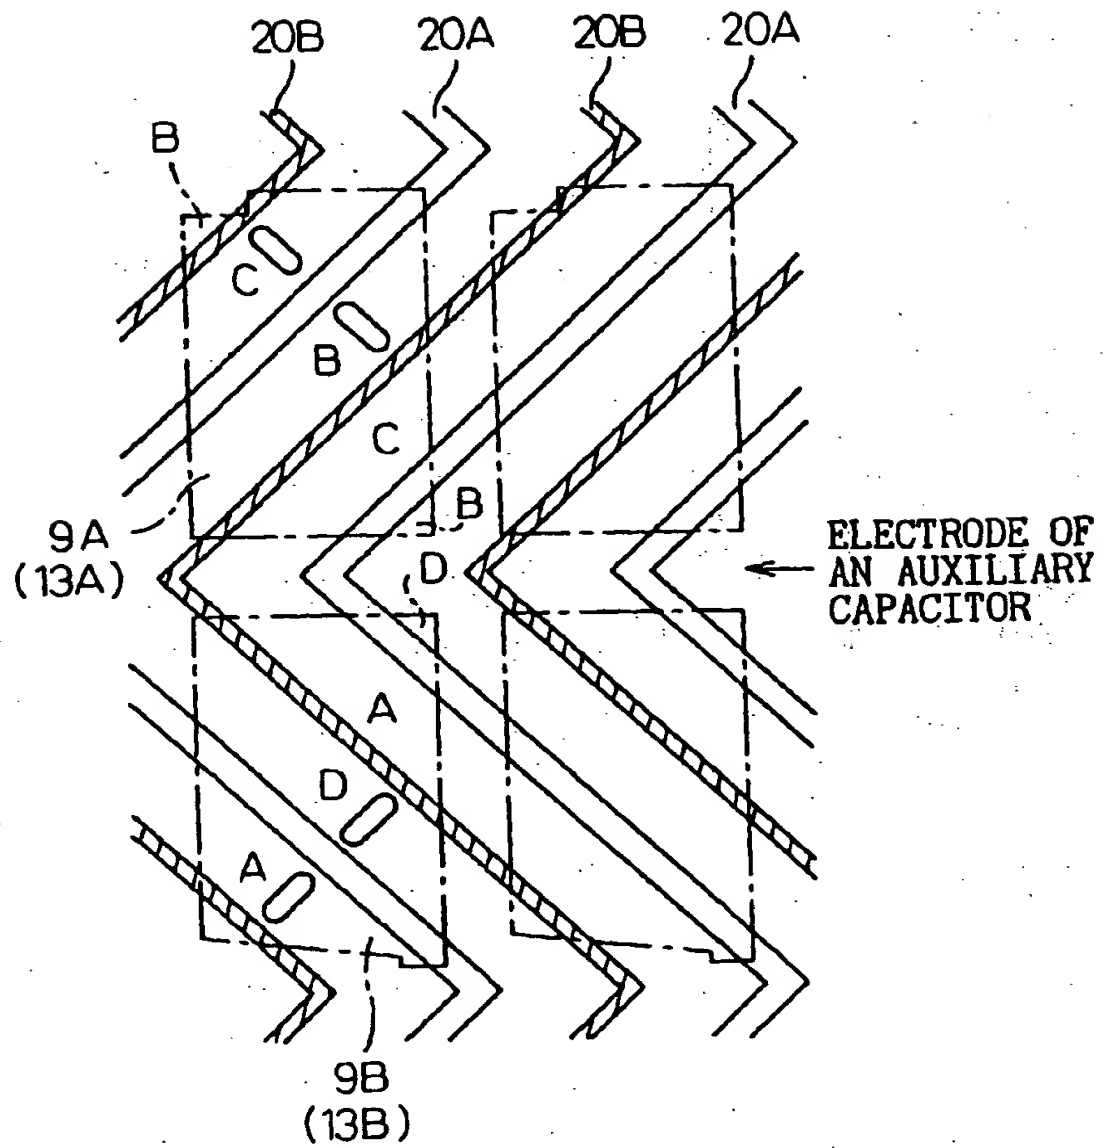 20B 20A 20B 20A
B
C
B
C
B
9A
(13A)
D
ELECTRODE OF
AN AUXILIARY
CAPACITOR
A
D
A
9B
(13B)